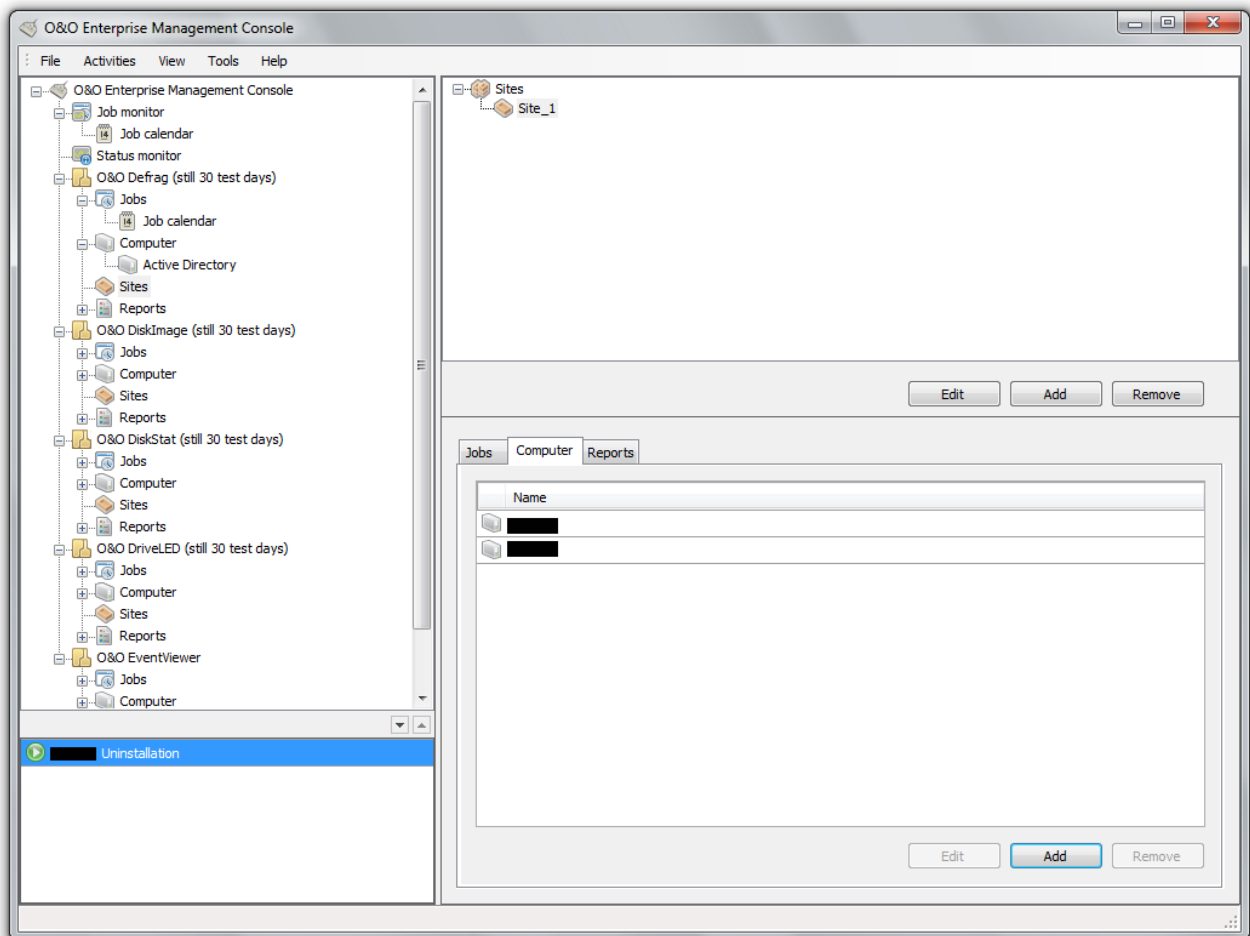 O&O Enterprise Management Console
File Activities View Tools Help
O&O Enterprise Management Console
Job monitor
14 Job calendar
Status monitor
O&O Defrag (still 30 test days)
Jobs
14 Job calendar
Computer
Active Directory
Sites
Reports
O&O DiskImage (still 30 test days)
Jobs
Computer
Sites
Reports
O&O DiskStat (still 30 test days)
Jobs
Computer
Sites
Reports
O&O DriveLED (still 30 test days)
Jobs
Computer
Sites
Reports
O&O EventViewer
Jobs
Computer
Uninstallation
Sites
Site_1
Edit Add Remove
Jobs Computer Reports
Name
Edit Add Remove